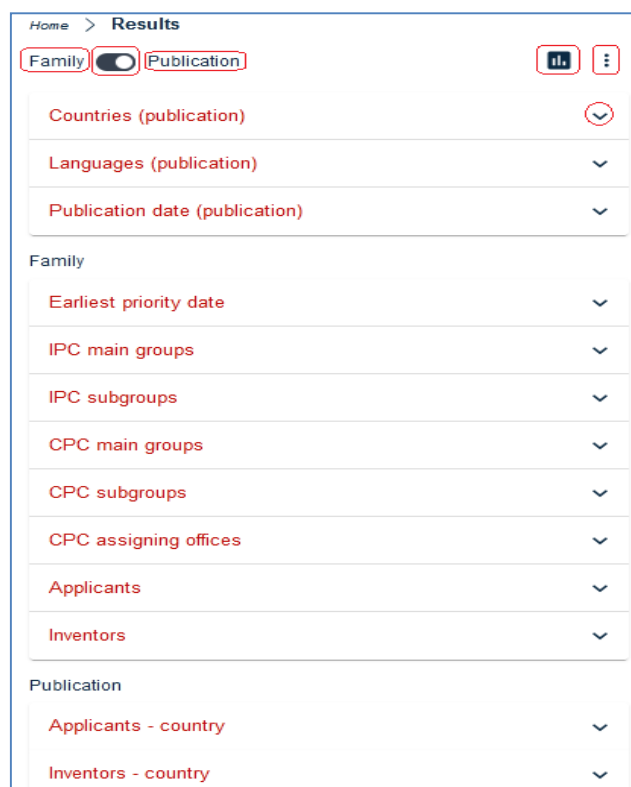 Home > Results
Family Publication
Countries (publication)
Languages (publication)
Publication date (publication)
Family
Earliest priority date
IPC main groups
IPC subgroups
CPC main groups
CPC subgroups
CPC assigning offices
Applicants
Inventors
Publication
Applicants - country
Inventors - country